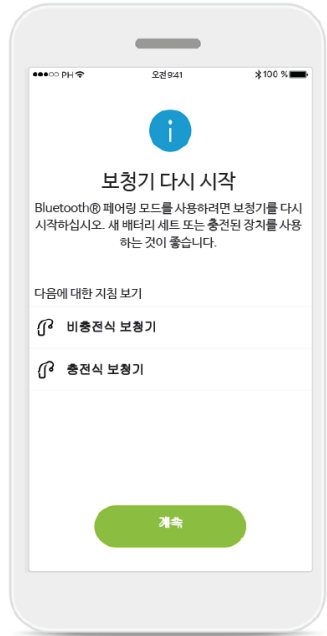 PH 오전9:41 100 %
i
보청기 다시 시작
Bluetooth® 페어링 모드를 사용하려면 보청기를 다시
시작하십시오. 새 배터리 세트 또는 충전된 장치를 사용
하는 것이 좋습니다.
다음에 대한 지침 보기
비충전식 보청기
충전식 보청기
계속